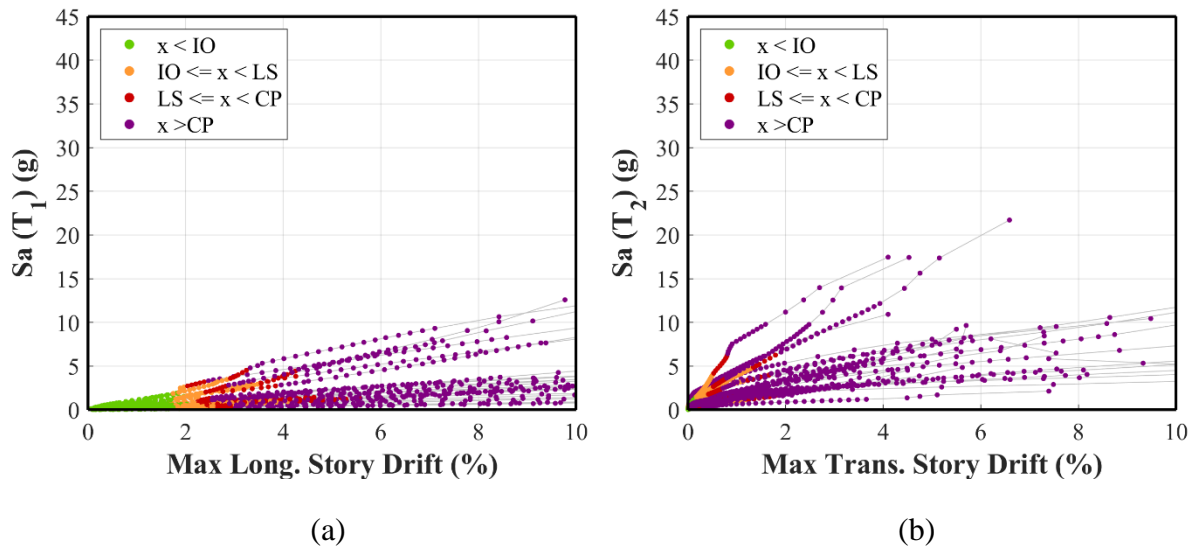 45
40
35
30
25
20
15
10
5
0
Sa (T1) (g)
x < IO
IO <= x < LS
LS <= x < CP
x >CP
0 2 4 6 8 10
Max Long. Story Drift (%)
(a)
45
40
35
30
25
20
15
10
5
0
Sa (T2) (g)
x < IO
IO <= x < LS
LS <= x < CP
x >CP
0 2 4 6 8 10
Max Trans. Story Drift (%)
(b)